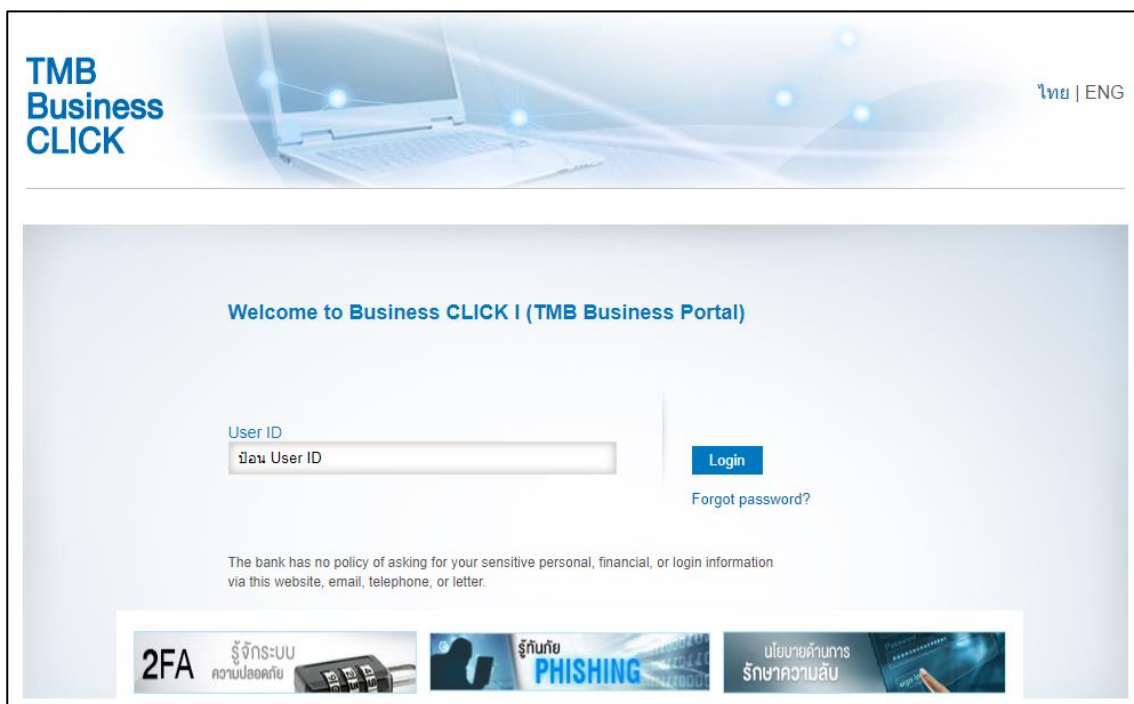 TMB
Business
CLICK
ไทย | ENG
Welcome to Business CLICK I (TMB Business Portal)
User ID
ป้อน User ID
Login
Forgot password?
The bank has no policy of asking for your sensitive personal, financial, or login information
via this website, email, telephone, or letter.
2FA
รู้จักระบบ
ความปลอดภัย
รู้ทันภัย
PHISHING
นโยบายด้านการ
รักษาความลับ